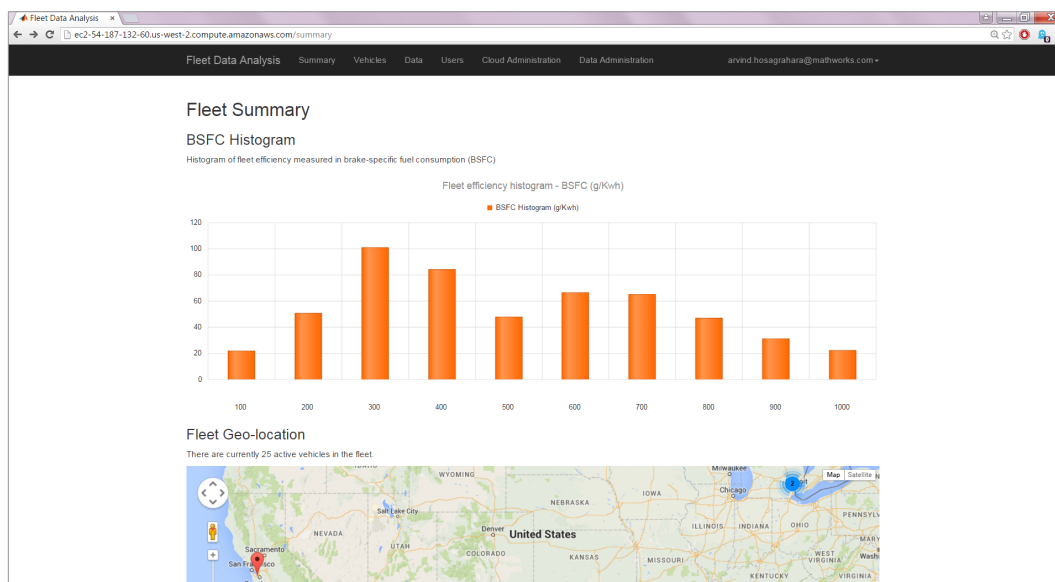 Fleet Data Analysis ×
ec2-54-187-132-60.us-west-2.compute.amazonaws.com/summary
Fleet Data Analysis Summary Vehicles Data Users Cloud Administration Data Administration arvind.hosagrahara@mathworks.com
Fleet Summary
BSFC Histogram
Histogram of fleet efficiency measured in brake-specific fuel consumption (BSFC)
Fleet efficiency histogram - BSFC (g/Kwh)
BSFC Histogram (g/Kwh)
120
100
80
60
40
20
0
100 200 300 400 500 600 700 800 900 1000
Fleet Geo-location
There are currently 25 active vehicles in the fleet.
Milwaukee
WYOMING
2
Map Satellite
Chicago
IOWA
NEBRASKA
Salt Lake City
PENNSYLV
ILLINOIS INDIANA OHIO
NEVADA
Denver
United States
MARY
Sacramento
UTAH
COLORADO
KANSAS
MISSOURI
WEST
VIRGINIA
Wash
San Francisco
KENTUCKY
VIRGINIA